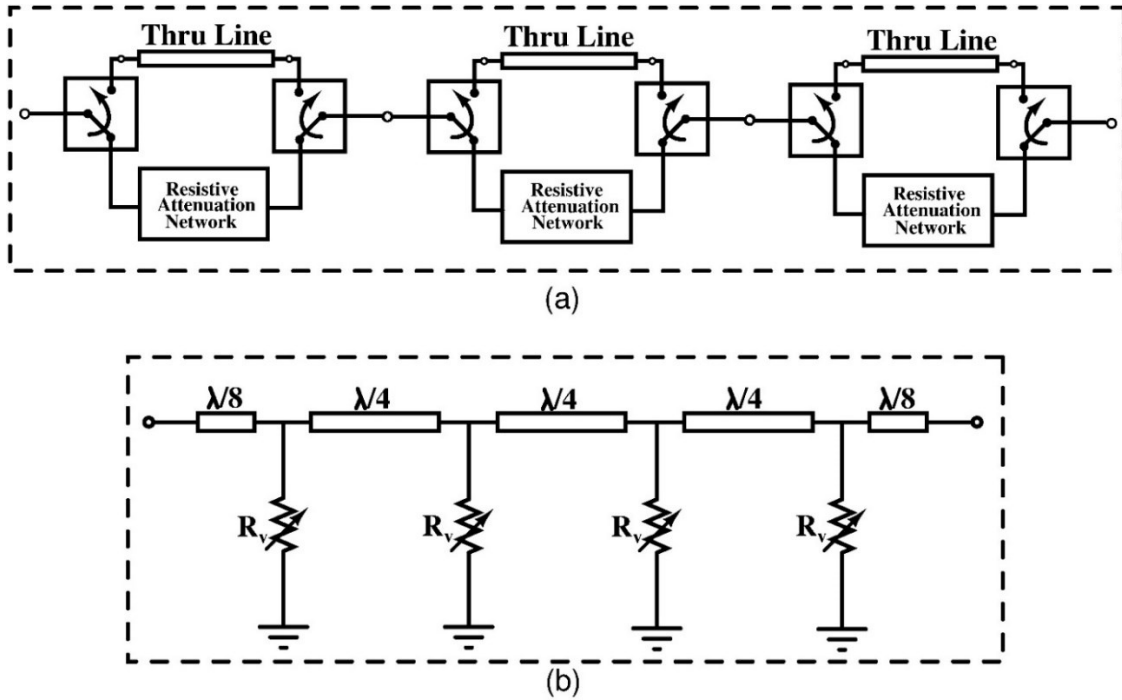 Thru Line
Thru Line
Thru Line
Resistive
Attenuation
Network
Resistive
Attenuation
Network
Resistive
Attenuation
Network
(a)
λ/8
λ/4
λ/4
λ/4
λ/8
Rv
Rv
Rv
Rv
(b)